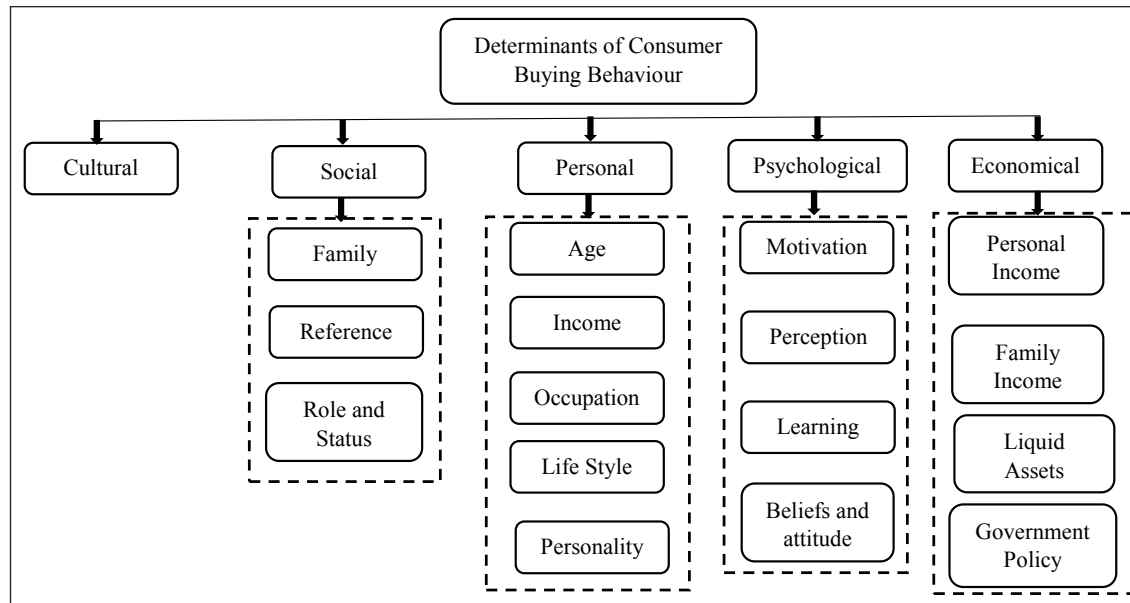 Determinants of Consumer
Buying Behaviour
Cultural
Social
Personal
Psychological
Economical
Family
Reference
Role and
Status
Age
Income
Occupation
Life Style
Personality
Motivation
Perception
Learning
Beliefs and
attitude
Personal
Income
Family
Income
Liquid
Assets
Government
Policy